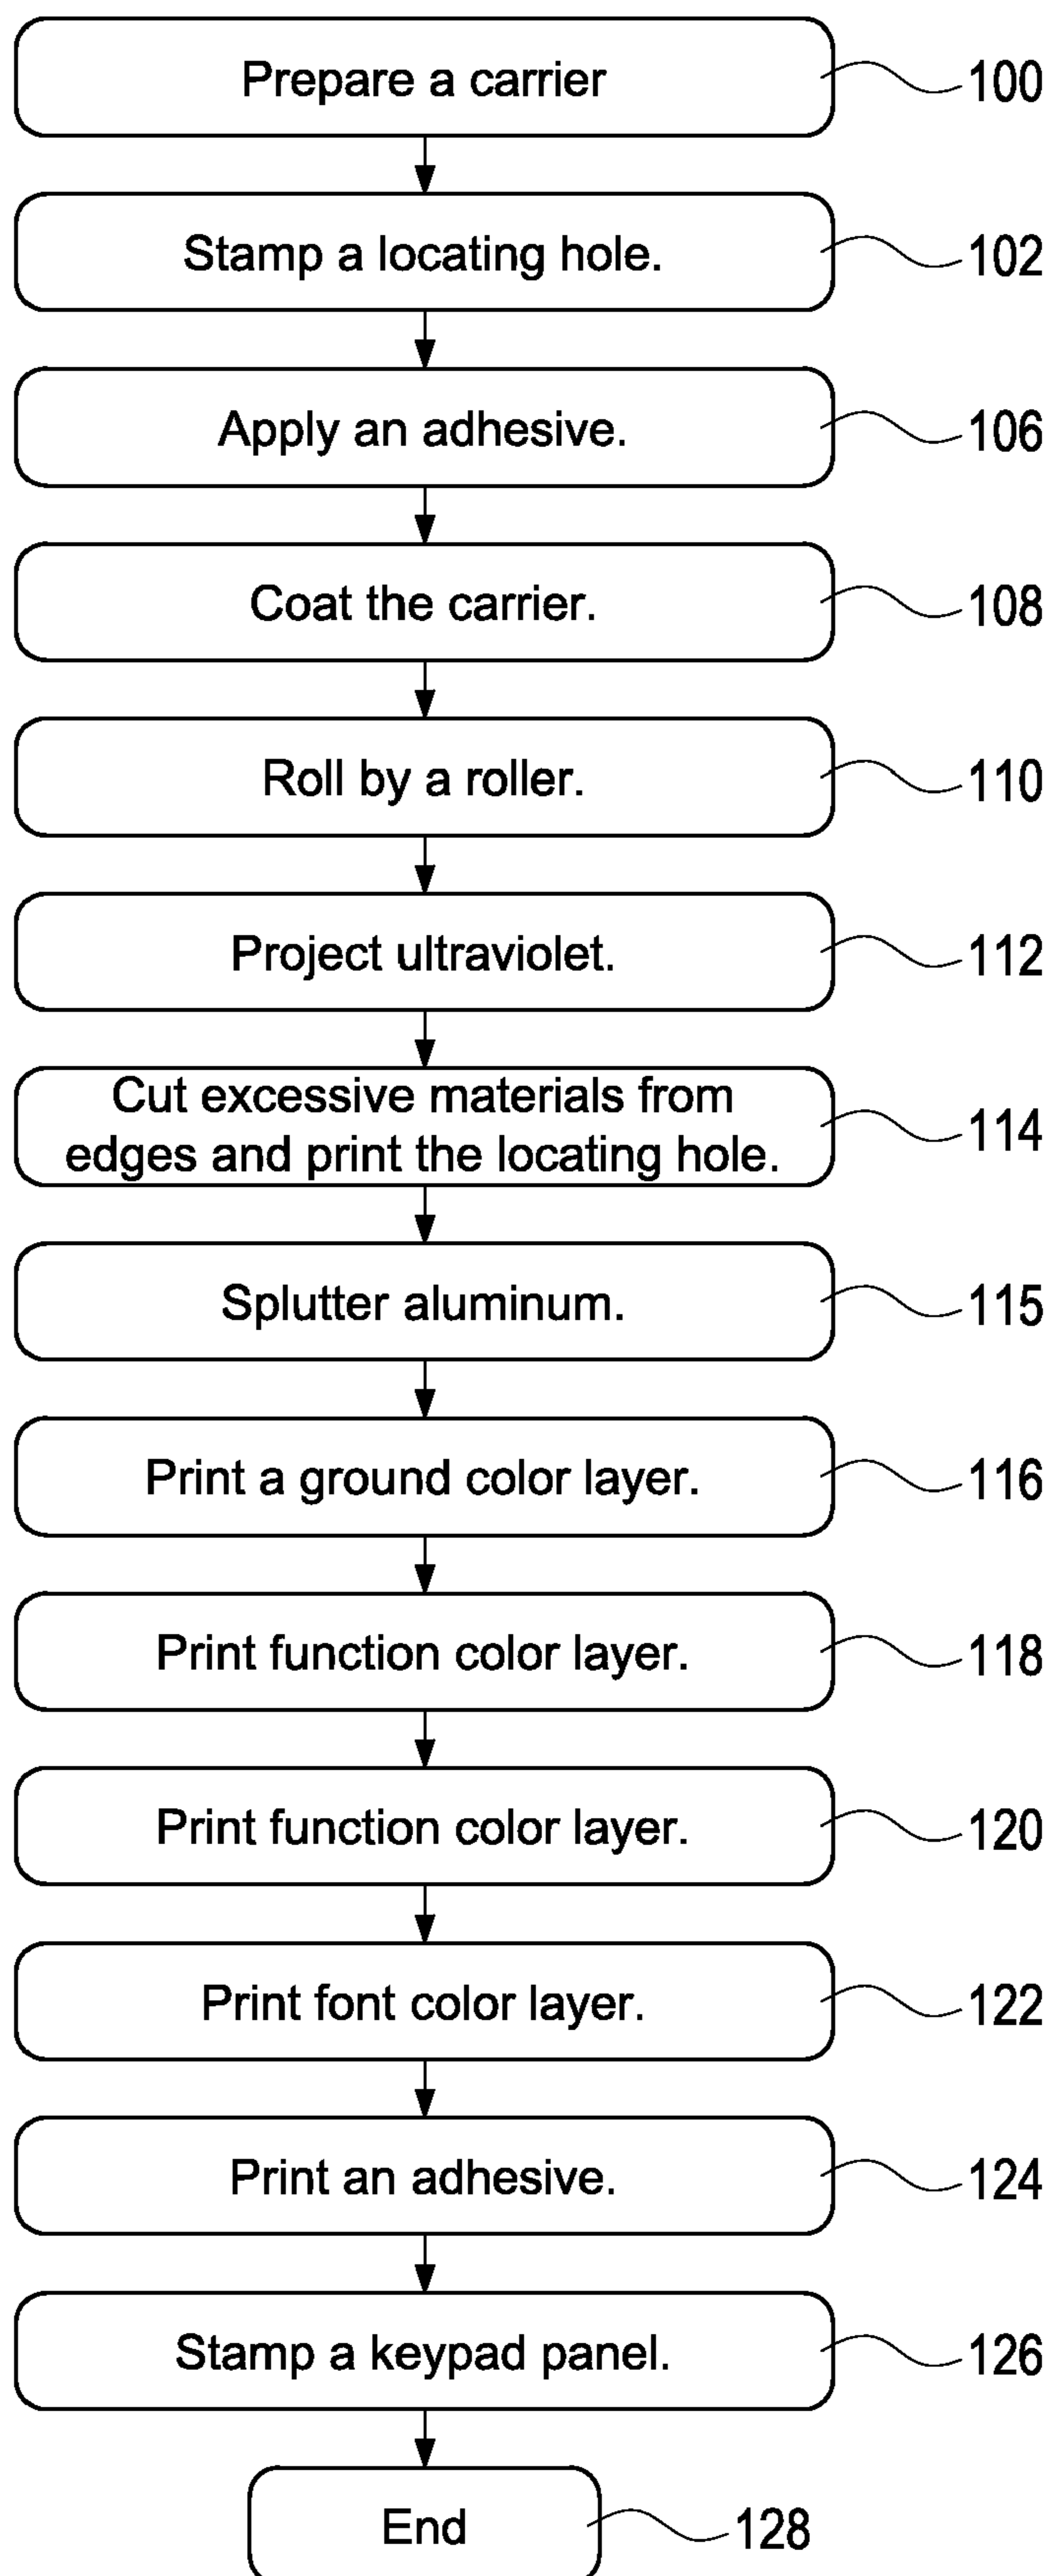 Prepare a carrier
100
Stamp a locating hole.
102
Apply an adhesive.
106
Coat the carrier.
108
Roll by a roller.
110
Project ultraviolet.
112
Cut excessive materials from
edges and print the locating hole.
114
Splutter aluminum.
115
Print a ground color layer.
116
Print function color layer.
118
Print function color layer.
120
Print font color layer.
122
Print an adhesive.
124
Stamp a keypad panel.
126
End
128